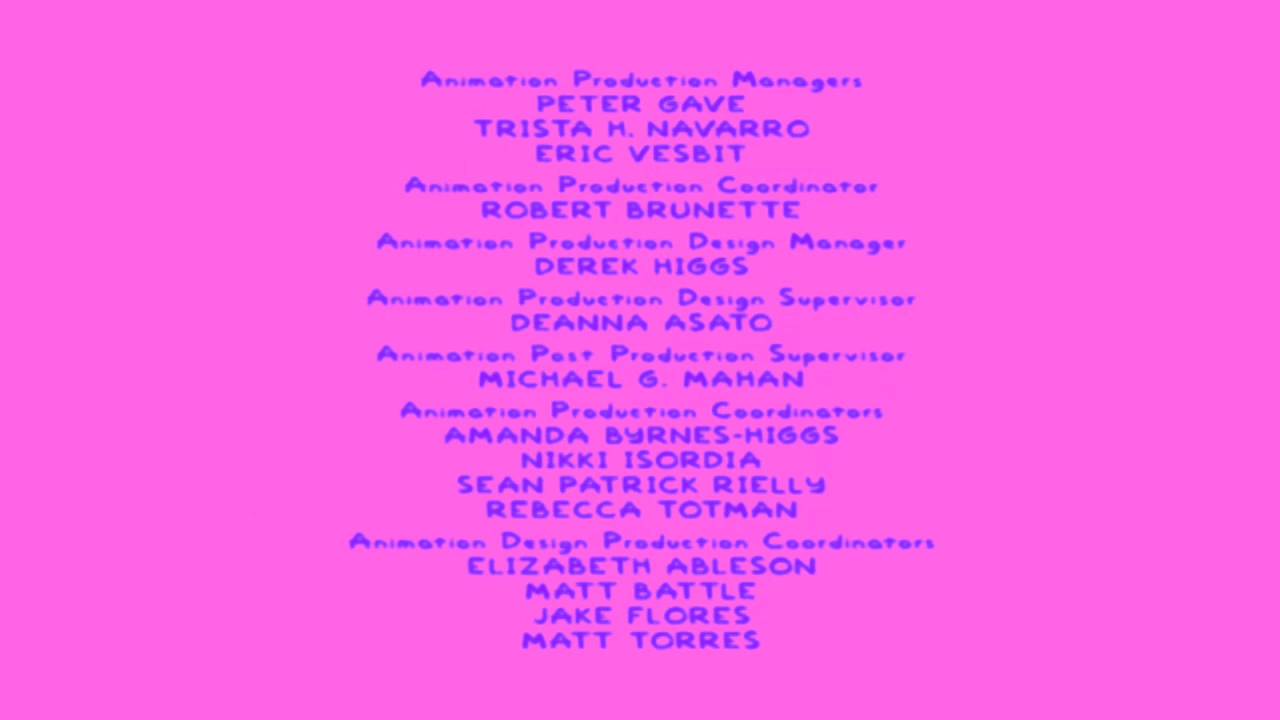 Animation Production Managers
PETER GAVE
TRISTA H. NAVARRO
ERIC VESBIT
Animation Production Coordinator
ROBERT BRUNETTE
Animation Production Design Manager
DEREK HIGGS
Animation Production Design Supervisor
DEANNA ASATO
Animation Post Production Supervisor
MICHAEL G. MAHAN
Animation Production Coordinators
AMANDA BYRNES-HIGGS
NIKKI ISORDIA
SEAN PATRICK RIELLY
REBECCA TOTMAN
Animation Design Production Coordinators
ELIZABETH ABLESON
MATT BATTLE
JAKE FLORES
MATT TORRES